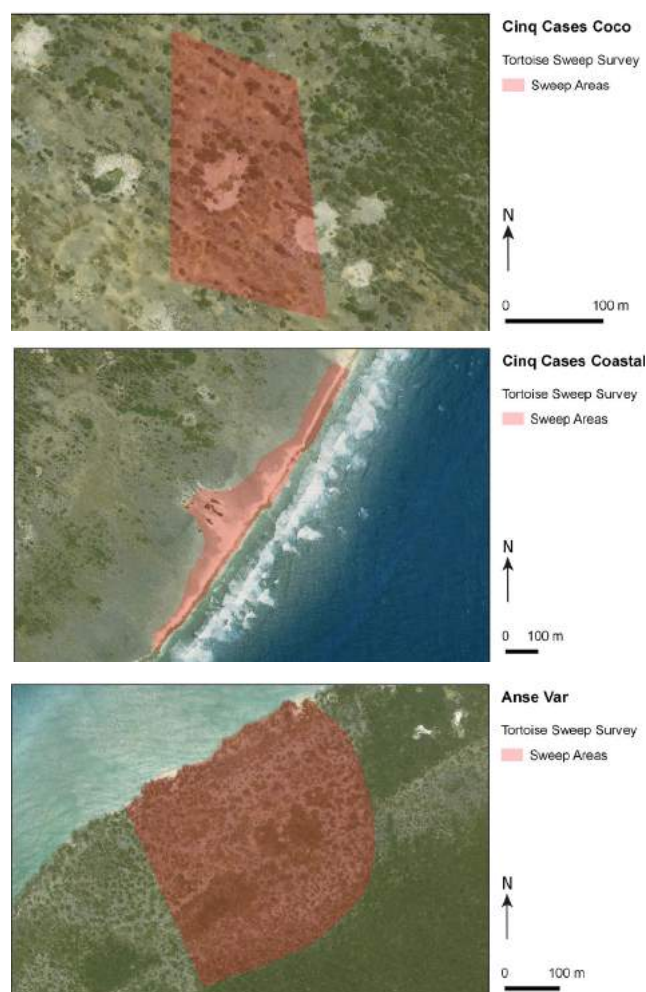 Cinq Cases Coco
Tortoise Sweep Survey
Sweep Areas
N
0 100 m
Cinq Cases Coastal
Tortoise Sweep Survey
Sweep Areas
N
0 100 m
Anse Var
Tortoise Sweep Survey
Sweep Areas
N
0 100 m